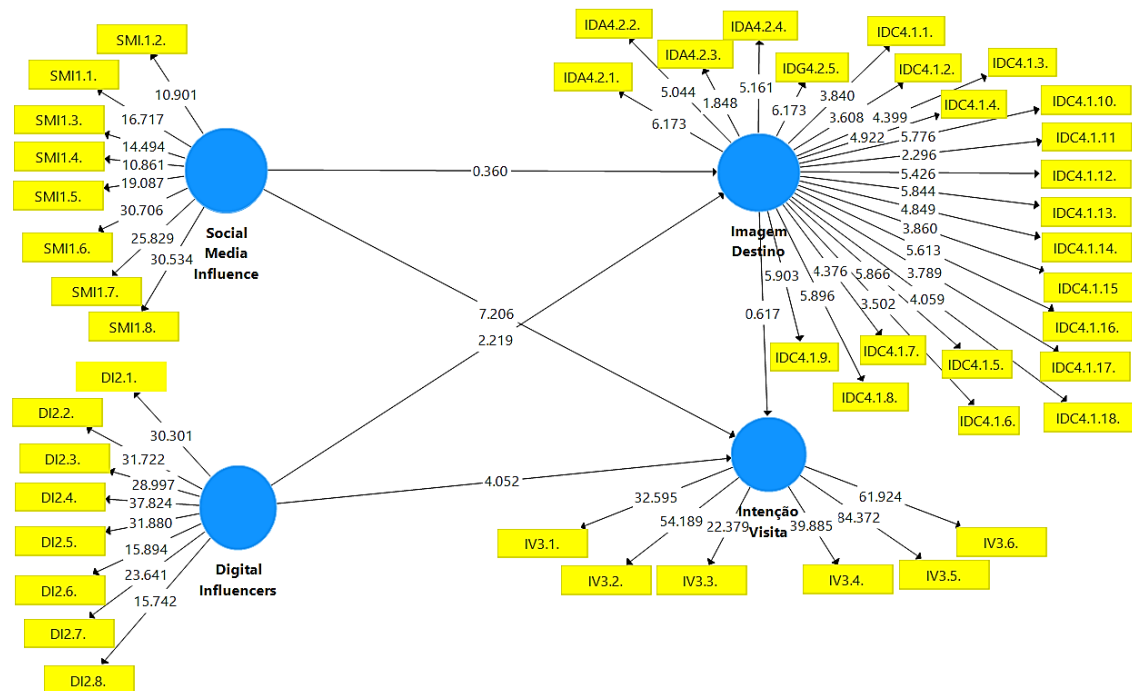 SMI.1.2.
SMI1.1.
SMI1.3.
SMI1.4.
SMI1.5.
SMI1.6.
SMI1.7.
SMI1.8.
10.901
16.717
14.494
10.861
19.087
30.706
25.829
30.534
Social
Media
Influence
0.360
7.206
2.219
4.052
DI2.1.
DI2.2.
DI2.3.
DI2.4.
DI2.5.
DI2.6.
DI2.7.
DI2.8.
30.301
31.722
28.997
37.824
31.880
15.894
23.641
15.742
Digital
Influencers
IDA4.2.2.
IDA4.2.4.
IDA4.2.3.
IDA4.2.1.
IDG4.2.5.
IDC4.1.1.
IDC4.1.2.
IDC4.1.3.
IDC4.1.4.
IDC4.1.10.
IDC4.1.11
IDC4.1.12.
IDC4.1.13.
IDC4.1.14.
IDC4.1.15
IDC4.1.16.
IDC4.1.17.
IDC4.1.18.
5.044
1.848
5.161
6.173
6.173
3.840
3.608
4.399
4.922
5.776
2.296
5.426
5.844
4.849
3.860
5.613
3.789
4.059
5.866
3.502
4.376
5.896
5.903
0.617
Imagem
Destino
IDC4.1.9.
IDC4.1.7.
IDC4.1.5.
IDC4.1.8.
IDC4.1.6.
Intenção
Visita
32.595
54.189
22.379
39.885
84.372
61.924
IV3.1.
IV3.2.
IV3.3.
IV3.4.
IV3.5.
IV3.6.